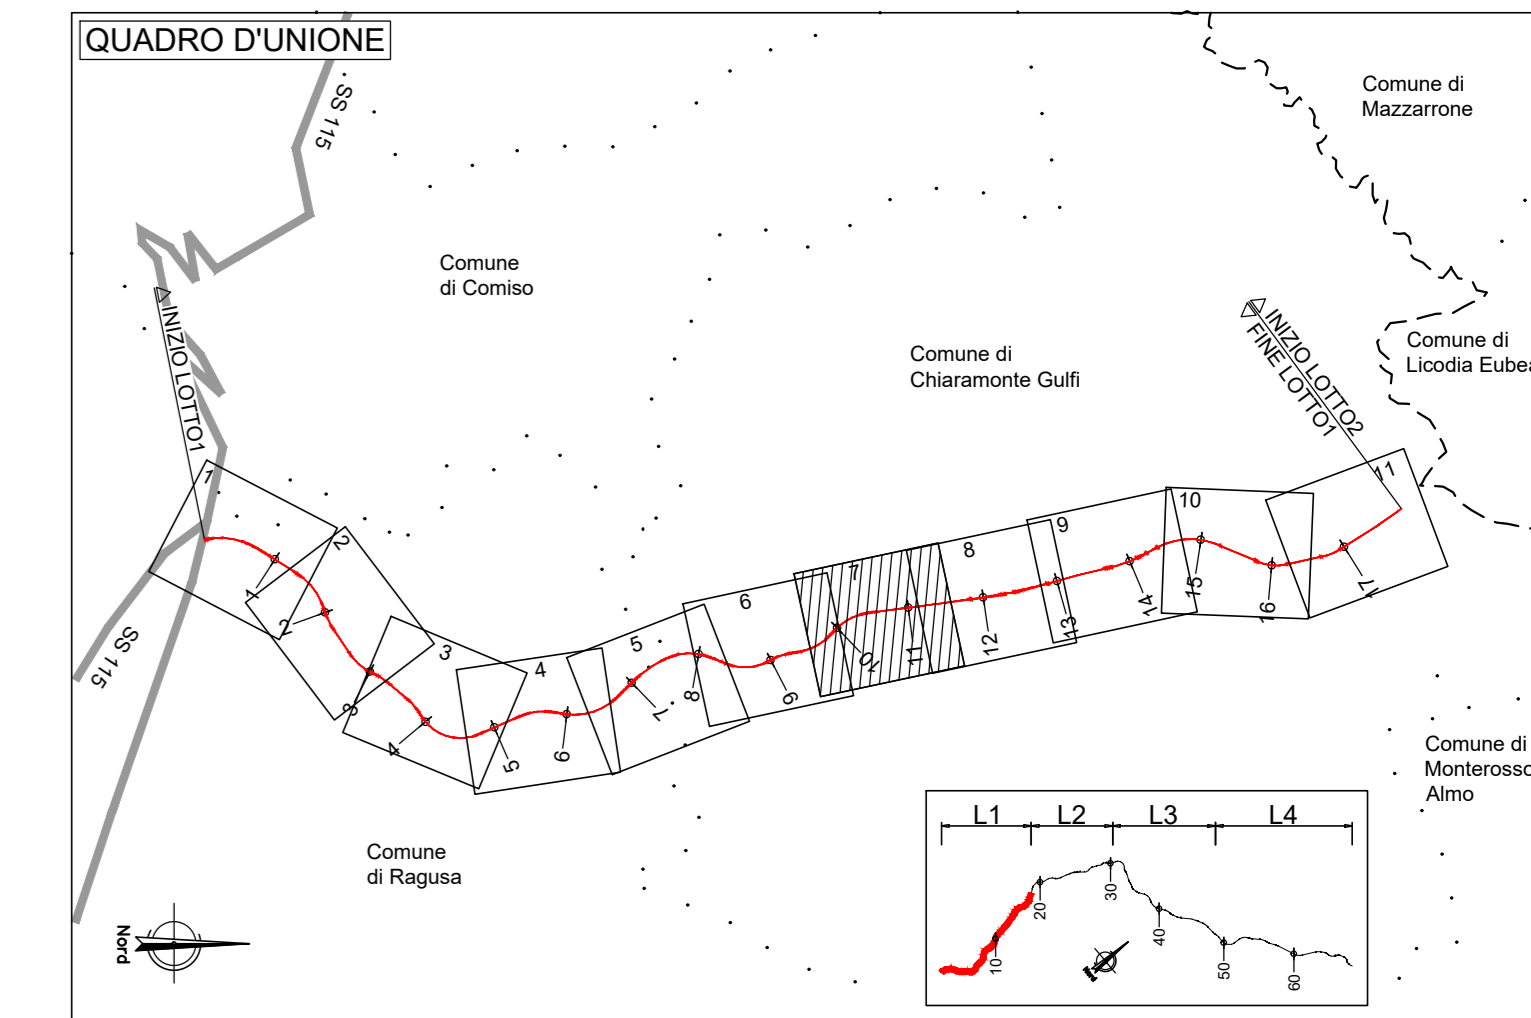 QUADRO D'UNIONE
SS 115
Comune di
Mazzarrone
Comune
di Comiso
INIZIO LOTTO1
INIZIO LOTTO2
FINE LOTTO1
Comune di
Chiaramonte Gulfi
Comune di
Licodia Eubea
1
2
3
4
5
6
7
8
9
10
11
1
2
3
4
5
6
7
8
9
10
11
12
13
14
15
16
17
SS 115
Comune di
Monterosso
Almo
Comune
di Ragusa
Nord
L1 L2 L3 L4
10
20
30
40
50
60
Nord